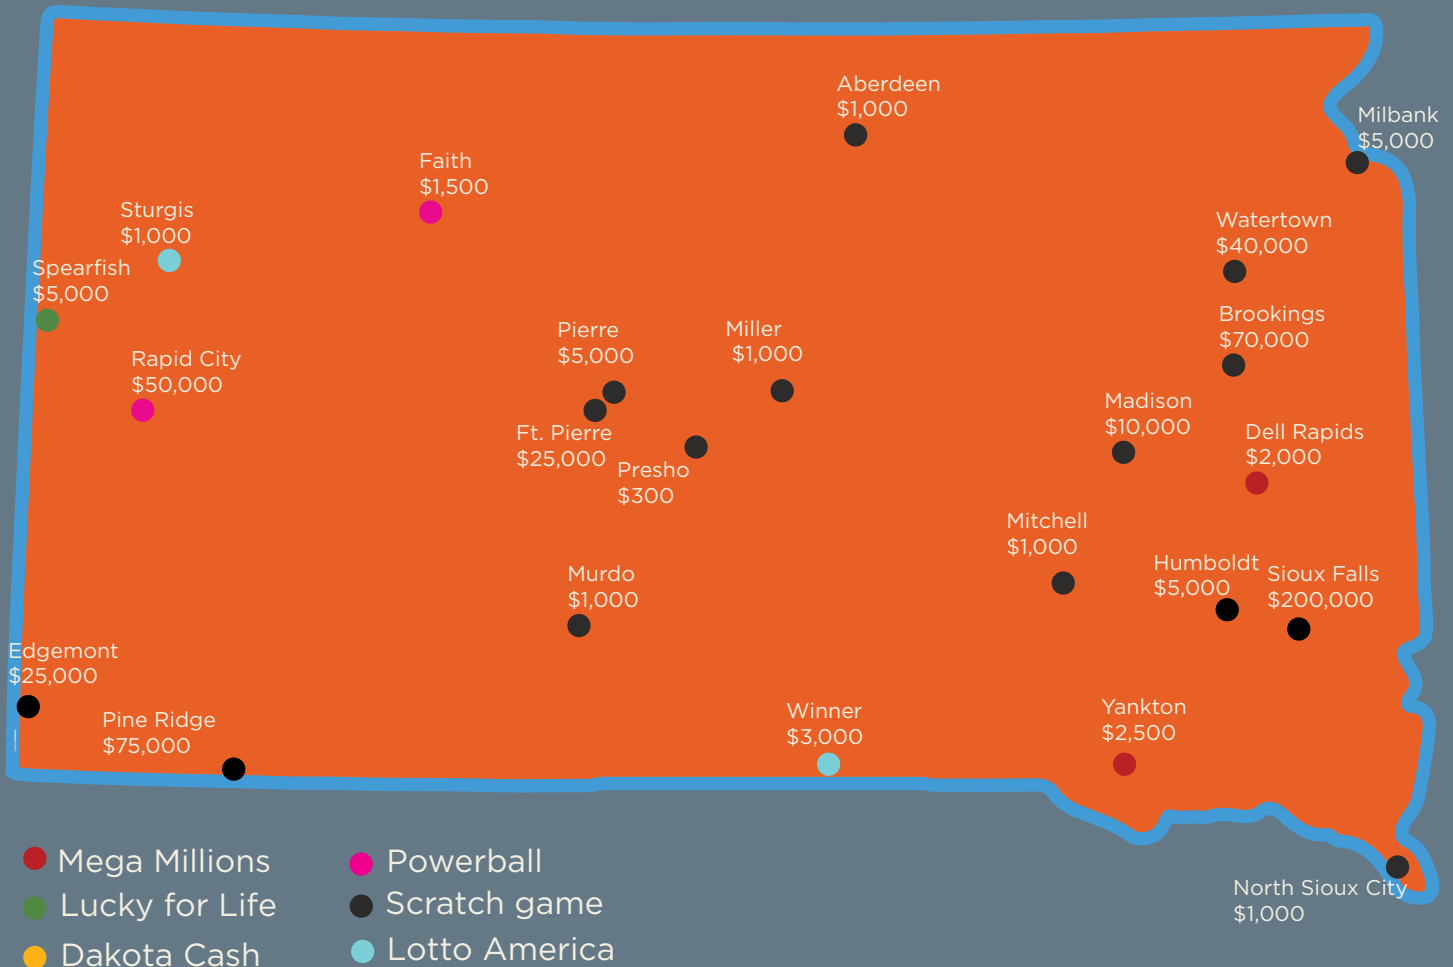 Aberdeen
$1,000
Milbank
$5,000
Faith
$1,500
Sturgis
$1,000
Watertown
$40,000
Spearfish
$5,000
Brookings
$70,000
Pierre
$5,000
Miller
$1,000
Rapid City
$50,000
Madison
$10,000
Ft. Pierre
$25,000
Dell Rapids
$2,000
Presho
$300
Mitchell
$1,000
Humboldt
$5,000
Sioux Falls
$200,000
Murdo
$1,000
Edgemont
$25,000
Pine Ridge
$75,000
Winner
$3,000
Yankton
$2,500
North Sioux City
$1,000
Mega Millions
Powerball
Lucky for Life
Scratch game
Dakota Cash
Lotto America